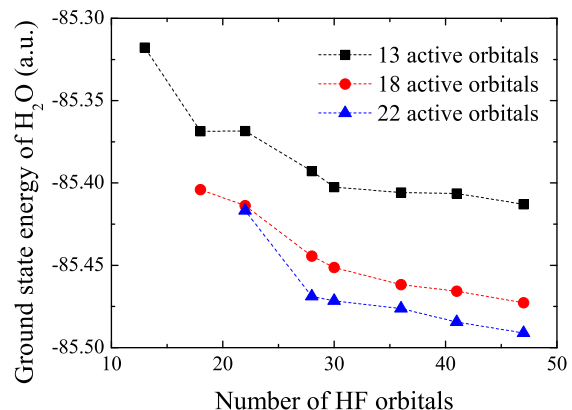 Ground state energy of H₂O (a.u.)
-85.30
-85.35
-85.40
-85.45
-85.50
13 active orbitals
18 active orbitals
22 active orbitals
10 20 30 40 50
Number of HF orbitals